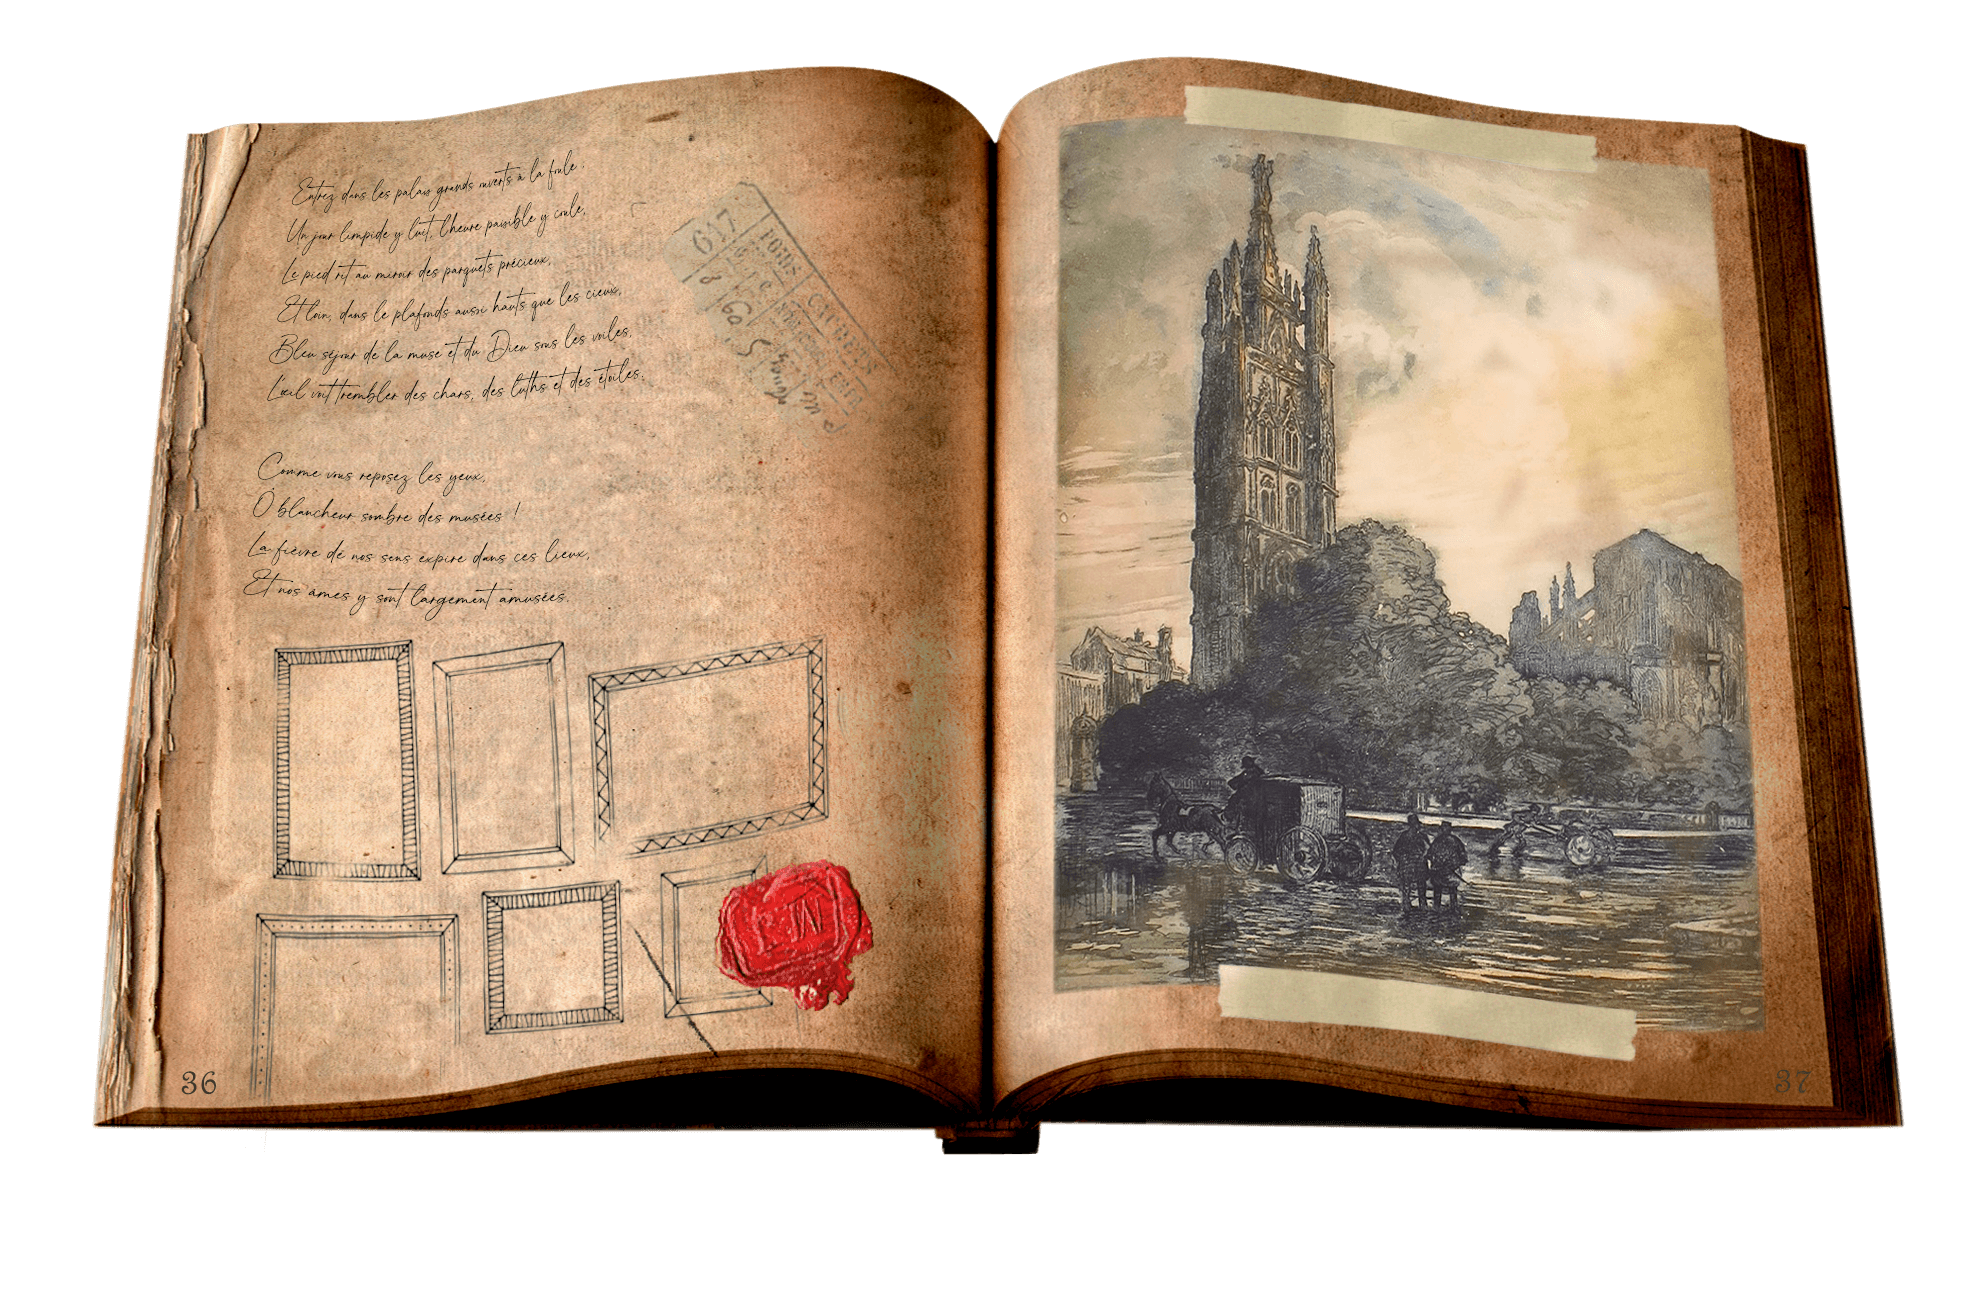 Entrez dans les palais grands ouverts à la foule :
Un jour limpide y luit, l'heure paisible y coule,
Le pied rit au miroir des parquets précieux,
Et loin, dans le plafonds aussi hauts que les cieux,
Bleu séjour de la muse et du Dieu sous les voiles,
L'œil voit trembler des chars, des luths et des étoiles.
Comme vous reposez les yeux,
Ô blancheur sombre des musées !
La fièvre de nos sens expire dans ces lieux,
Et nos âmes y sont largement amusées.
617
POIDS
8
60
36
37